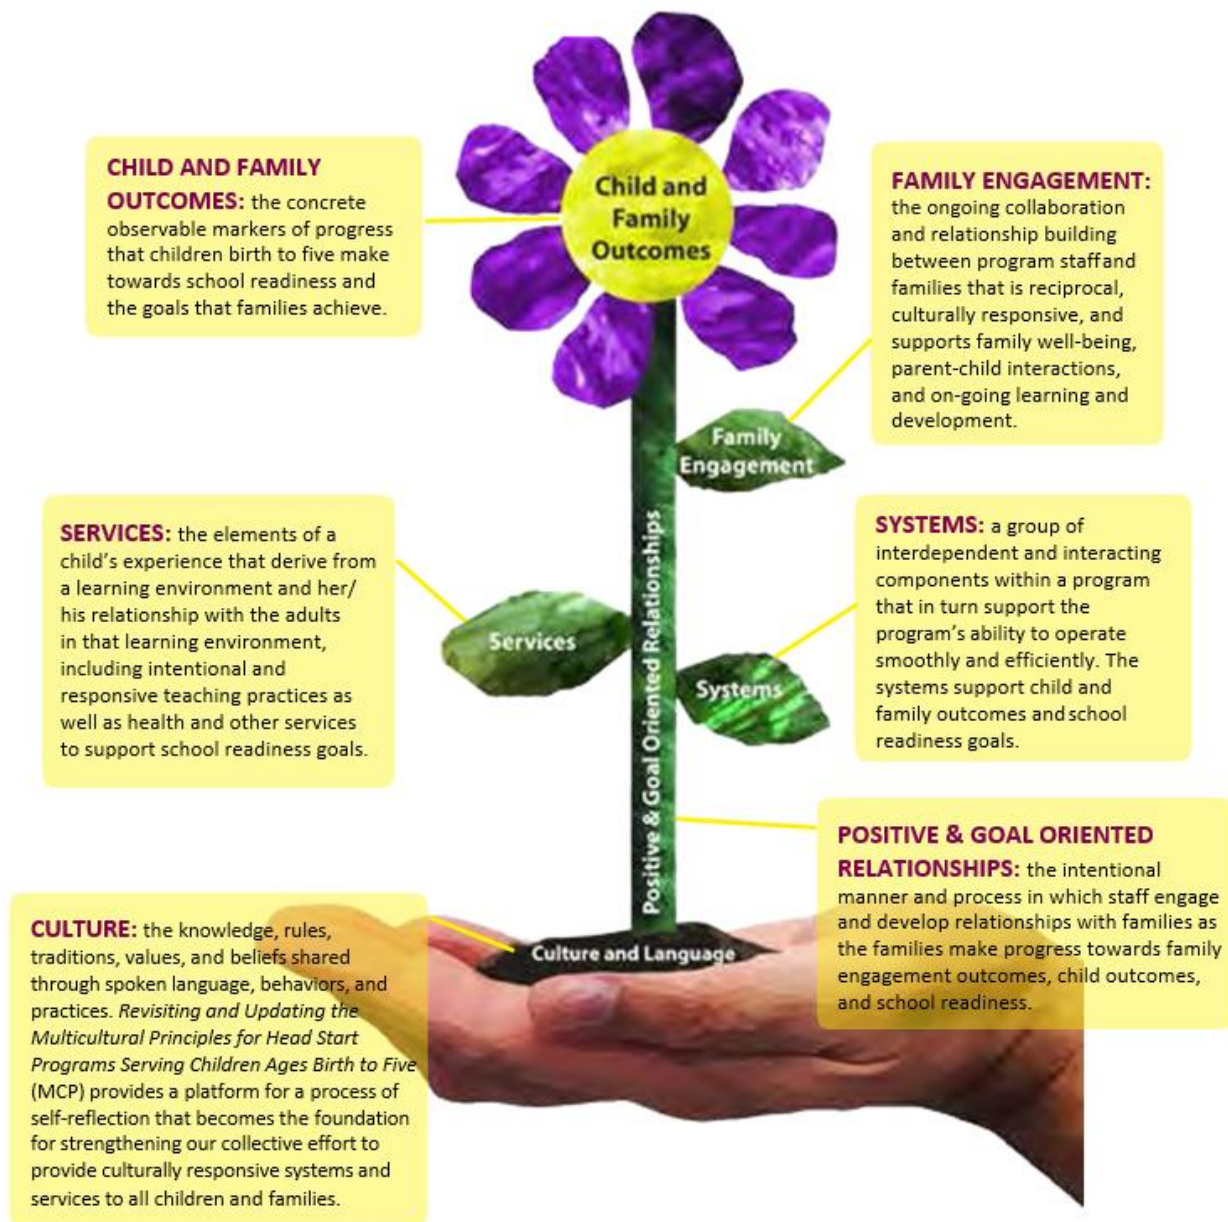 Child and
Family
Outcomes
CHILD AND FAMILY
OUTCOMES: the concrete
observable markers of progress
that children birth to five make
towards school readiness and
the goals that families achieve.
FAMILY ENGAGEMENT:
the ongoing collaboration
and relationship building
between program staff and
families that is reciprocal,
culturally responsive, and
supports family well-being,
parent-child interactions,
and on-going learning and
development.
Family
Engagement
SERVICES: the elements of a
child’s experience that derive from
a learning environment and her/
his relationship with the adults
in that learning environment,
including intentional and
responsive teaching practices as
well as health and other services
to support school readiness goals.
Services
SYSTEMS: a group of
interdependent and interacting
components within a program
that in turn support the
program’s ability to operate
smoothly and efficiently. The
systems support child and
family outcomes and school
readiness goals.
Systems
Positive & Goal Oriented Relationships
POSITIVE & GOAL ORIENTED
RELATIONSHIPS: the intentional
manner and process in which staff engage
and develop relationships with families as
the families make progress towards family
engagement outcomes, child outcomes,
and school readiness.
CULTURE: the knowledge, rules,
traditions, values, and beliefs shared
through spoken language, behaviors, and
practices. Revisiting and Updating the
Multicultural Principles for Head Start
Programs Serving Children Ages Birth to Five
(MCP) provides a platform for a process of
self-reflection that becomes the foundation
for strengthening our collective effort to
provide culturally responsive systems and
services to all children and families.
Culture and Language